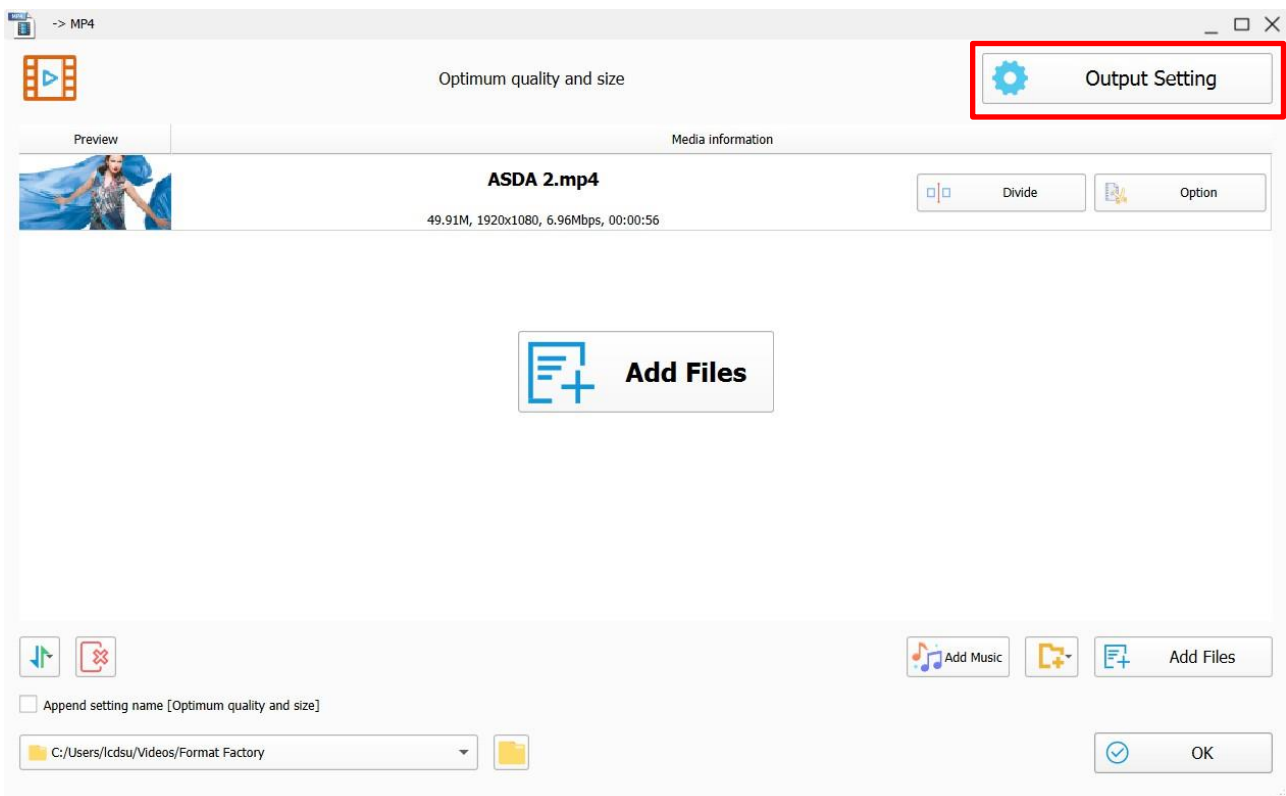 -> MP4
Optimum quality and size
Output Setting
Preview
Media information
ASDA 2.mp4
49.91M, 1920x1080, 6.96Mbps, 00:00:56
Divide
Option
Add Files
Add Music
Add Files
Append setting name [Optimum quality and size]
C:/Users/lcdsu/Videos/Format Factory
OK